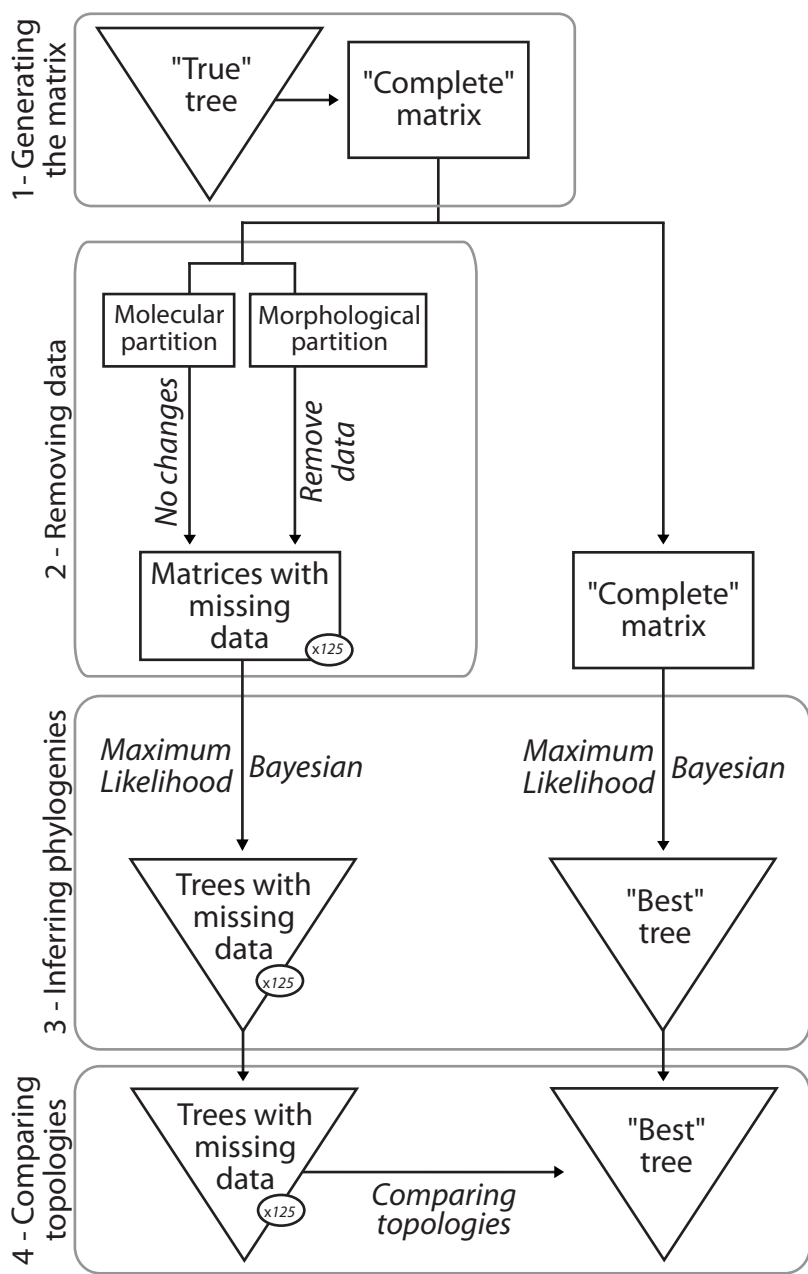 1- Generating
the matrix
"True"
tree
"Complete"
matrix
2 - Removing data
Molecular
partition
Morphological
partition
No changes
Remove
data
Matrices with
missing
data
x125
"Complete"
matrix
3 - Inferring phylogenies
Maximum
Likelihood
Bayesian
Maximum
Likelihood
Bayesian
Trees with
missing
data
x125
"Best"
tree
4 - Comparing
topologies
Trees with
missing
data
x125
Comparing
topologies
"Best"
tree